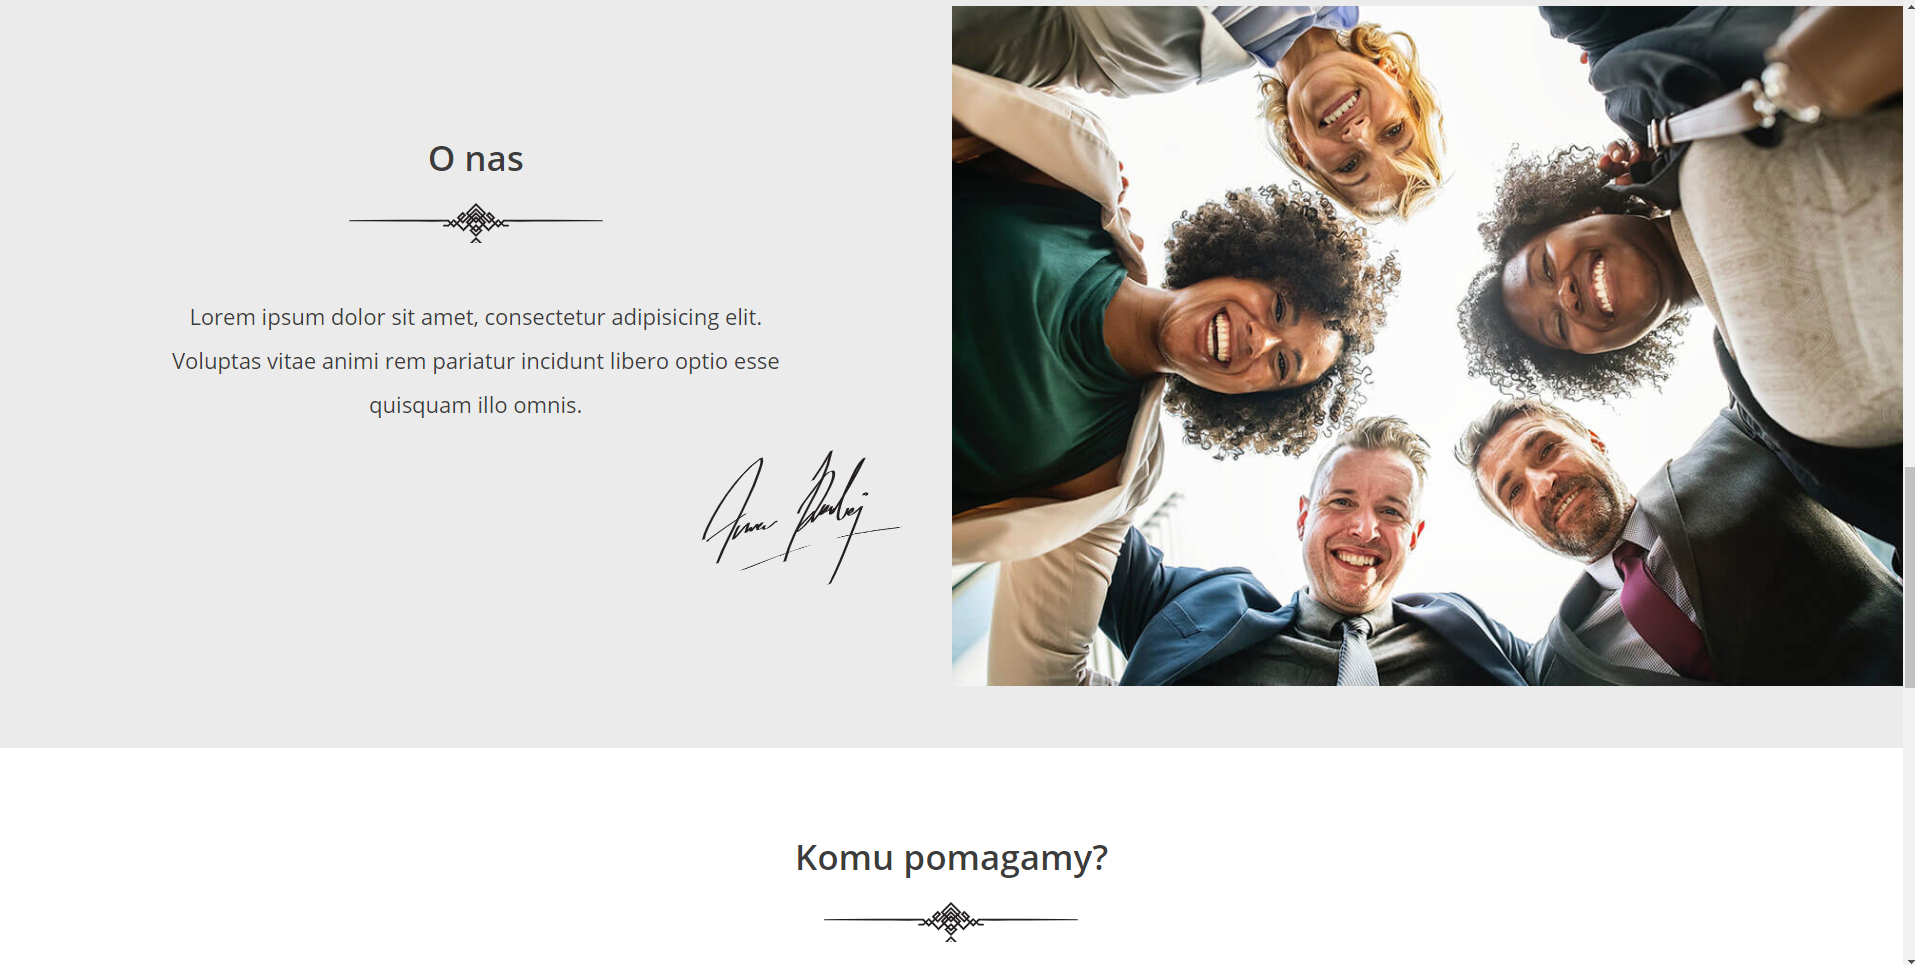 O nas
Lorem ipsum dolor sit amet, consectetur adipisicing elit.
Voluptas vitae animi rem pariatur incidunt libero optio esse
quisquam illo omnis.
Komu pomagamy?